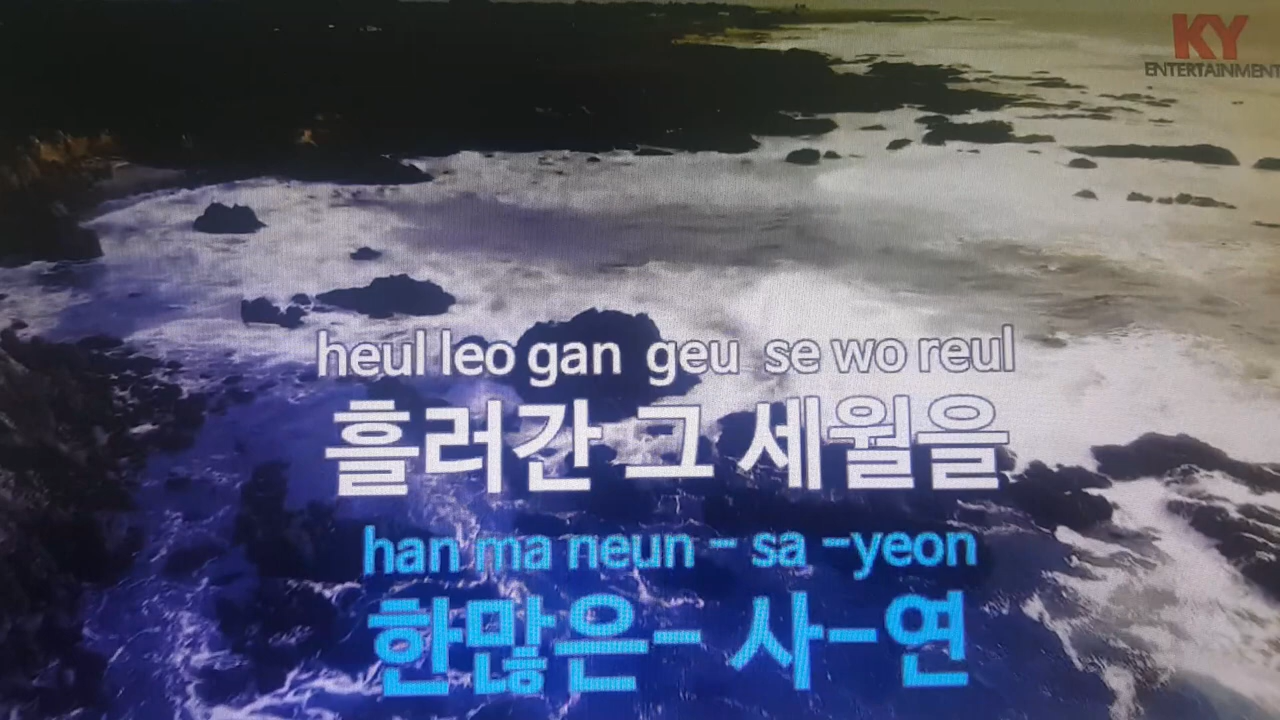 KY
ENTERTAINMENT
heul leo gan geu se wo reul
흘러간 그 세월을
han ma neun - sa -yeon
한많은- 사-연